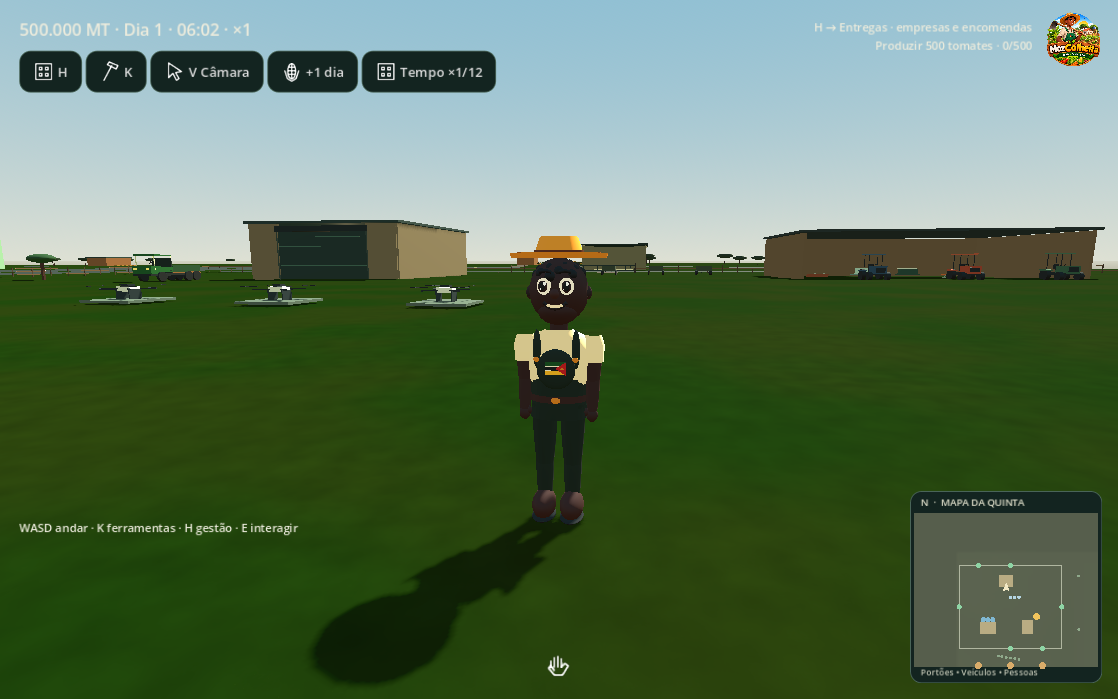 500.000 MT · Dia 1 · 06:02 · ×1
H → Entregas · empresas e encomendas
Produzir 500 tomates · 0/500
MozColheita
H
K
V Câmara
+1 dia
Tempo ×1/12
WASD andar · K ferramentas · H gestão · E interagir
N · MAPA DA QUINTA
Portões • Veículos • Pessoas